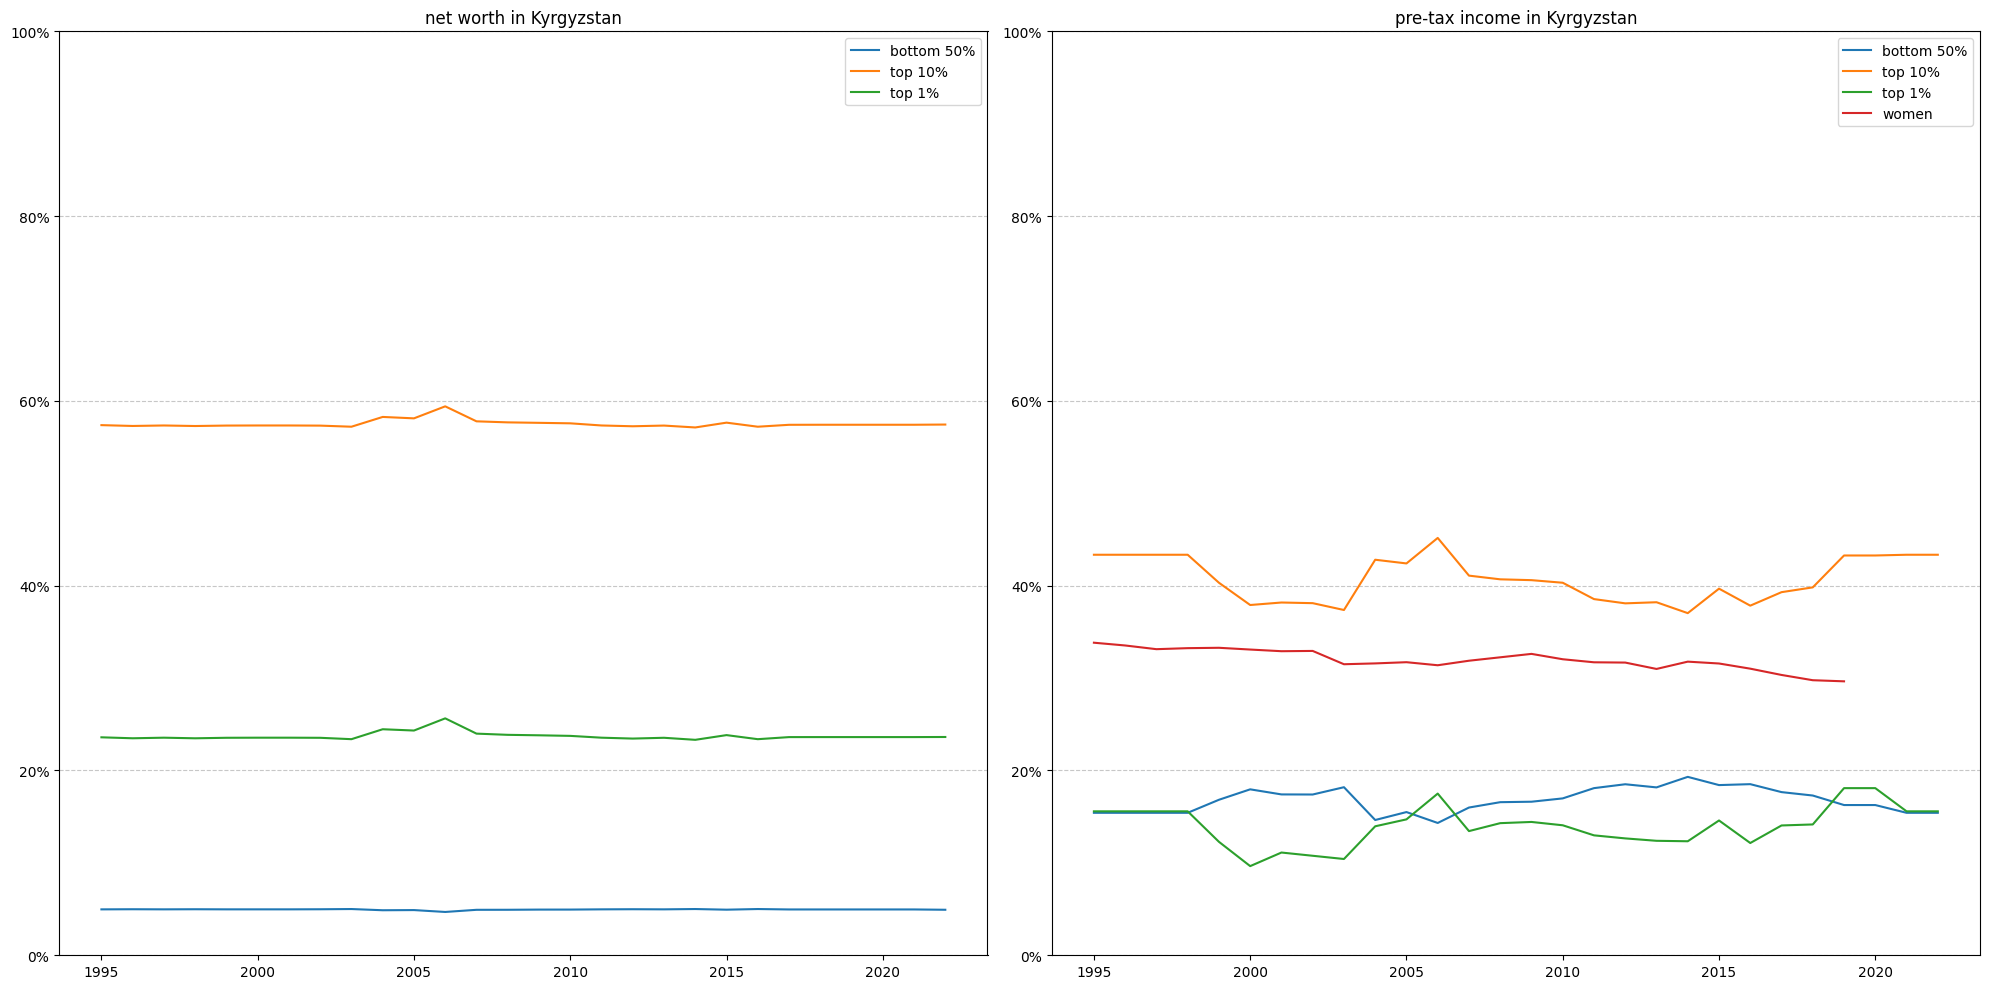 net worth in Kyrgyzstan
100%
80%
60%
40%
20%
0%
1995 2000 2005 2010 2015 2020
bottom 50%
top 10%
top 1%
pre-tax income in Kyrgyzstan
100%
80%
60%
40%
20%
0%
1995 2000 2005 2010 2015 2020
bottom 50%
top 10%
top 1%
women